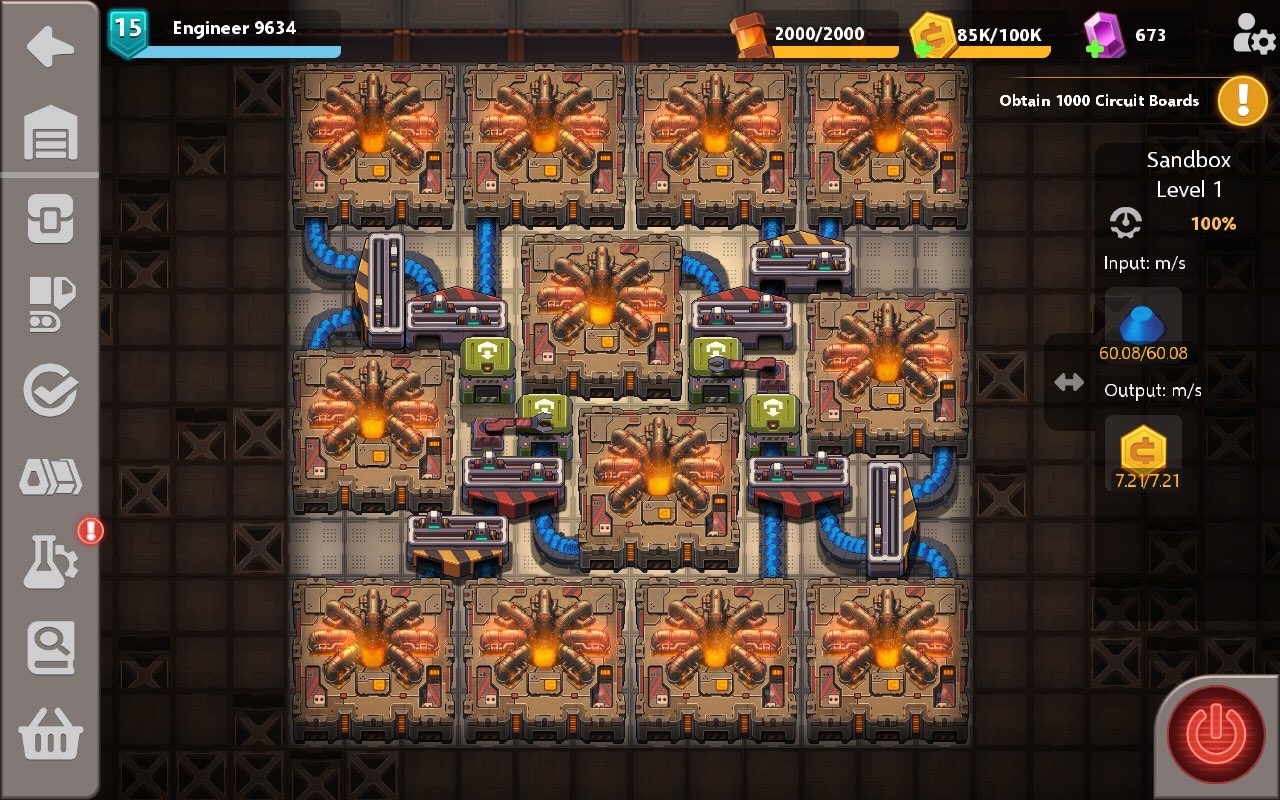 15
Engineer 9634
2000/2000
85K/100K
673
Obtain 1000 Circuit Boards
Sandbox
Level 1
100%
Input: m/s
60.08/60.08
Output: m/s
7.21/7.21